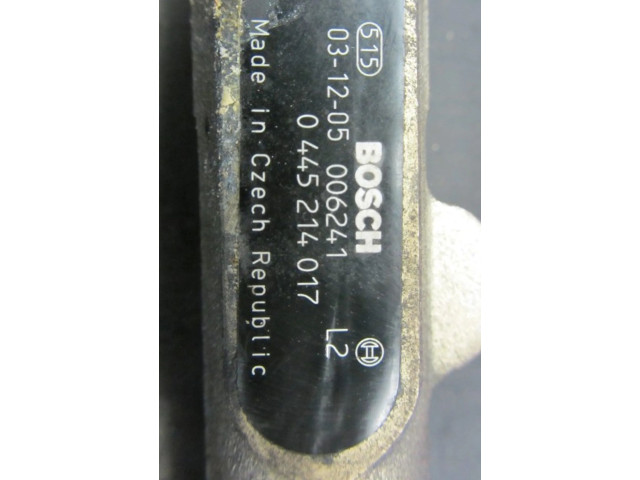 BOSCH
515
03-12-05 006241 L2
0 445 214 017
Made in Czech Republic